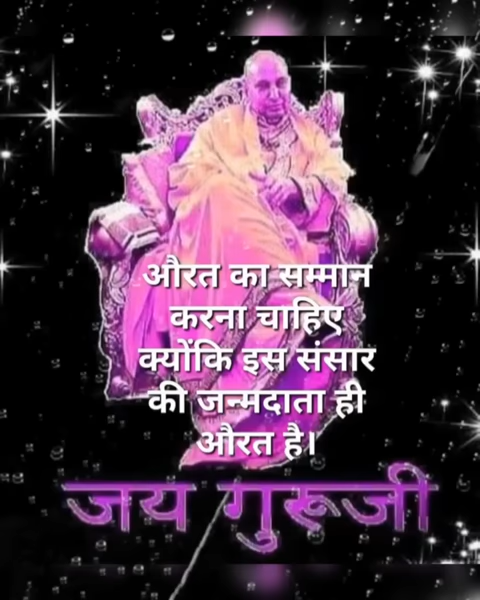 औरत का सम्मान
करना चाहिए
क्योंकि इस संसार
की जन्मदाता ही
औरत है।
जय गुरूजी